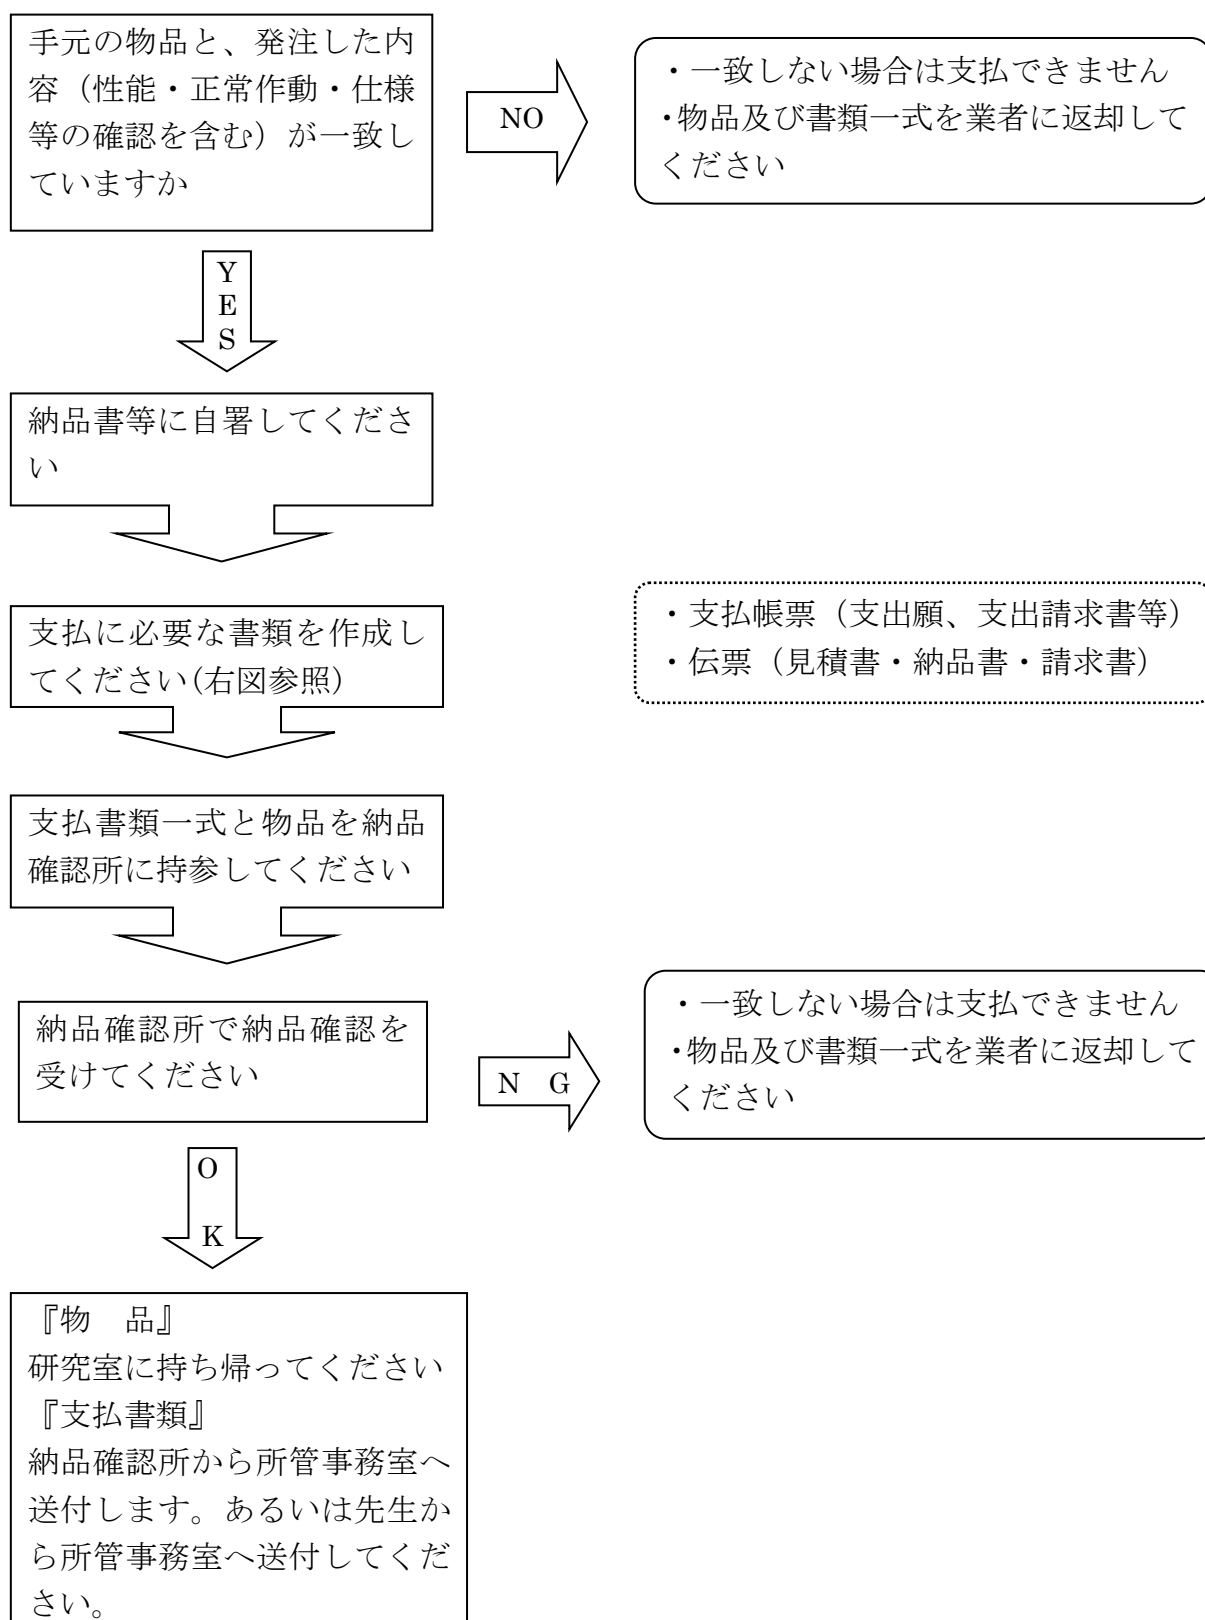 手元の物品と、発注した内
容（性能・正常作動・仕様
等の確認を含む）が一致し
ていますか
NO
・一致しない場合は支払できません
・物品及び書類一式を業者に返却して
ください
YES
納品書等に自署してくださ
い
支払に必要な書類を作成し
てください(右図参照)
・支払帳票（支出願、支出請求書等）
・伝票（見積書・納品書・請求書）
支払書類一式と物品を納品
確認所に持参してください
納品確認所で納品確認を
受けてください
N G
・一致しない場合は支払できません
・物品及び書類一式を業者に返却して
ください
O K
『物　品』
研究室に持ち帰ってください
『支払書類』
納品確認所から所管事務室へ
送付します。あるいは先生か
ら所管事務室へ送付してくだ
さい。